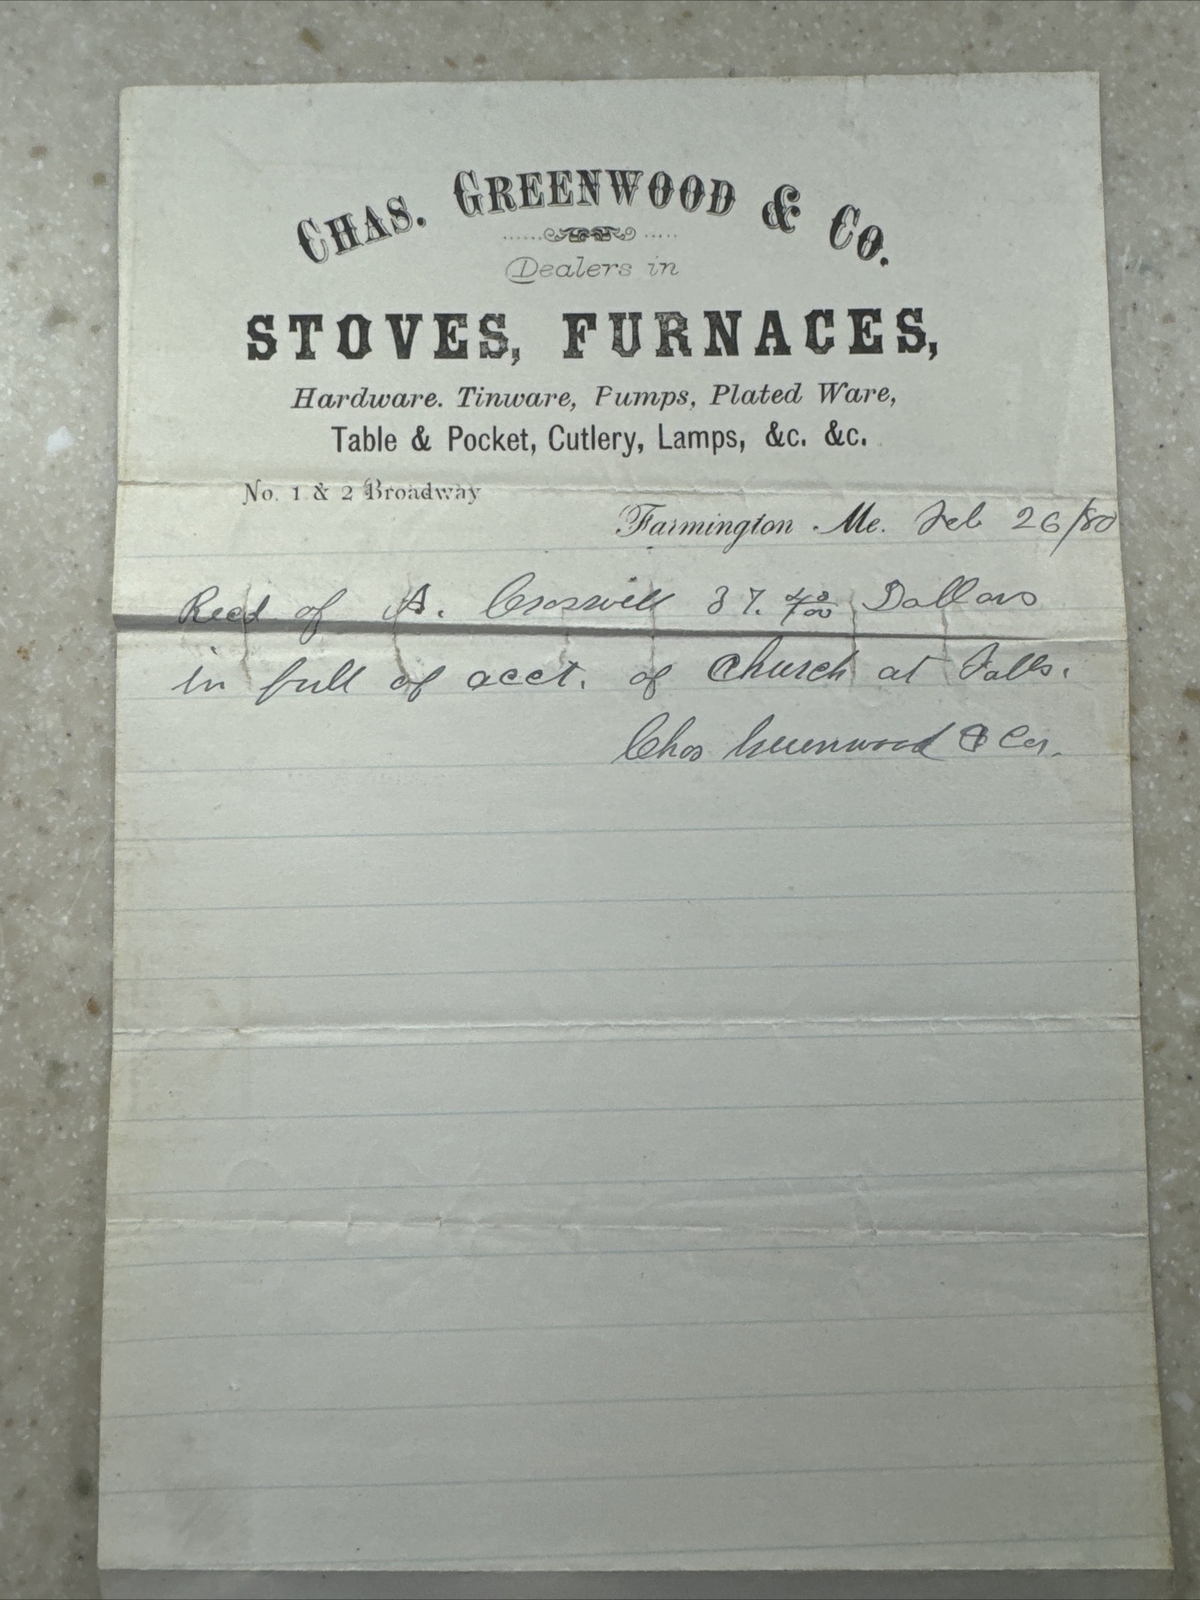 CHAS. GREENWOOD & CO.
Dealers in
STOVES, FURNACES,
Hardware. Tinware, Pumps, Plated Ware,
Table & Pocket, Cutlery, Lamps, &c. &c.
No. 1 & 2 Broadway
Farmington Me. Feb 26/80
Recd of A. Croswell 37. 40/100 Dollars
in full of acct. of Church at Falls.
Chas Greenwood & Co.